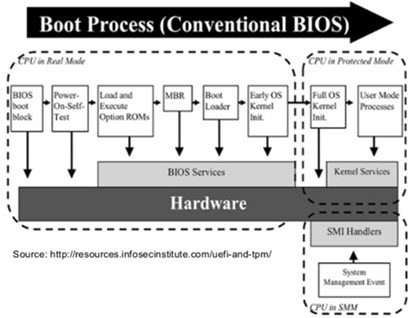 Boot Process (Conventional BIOS)
CPU in Real Mode
CPU in Protected Mode
BIOS
boot
block
Power-
On-Self-
Test
Load and
Execute
Option ROMs
MBR
Boot
Loader
Early OS
Kernel
Init.
Full OS
Kernel
Init.
User Mode
Processes
BIOS Services
Kernel Services
Hardware
SMI Handlers
Source: http://resources.infosecinstitute.com/uefi-and-tpm/
System
Management Event
CPU in SMM